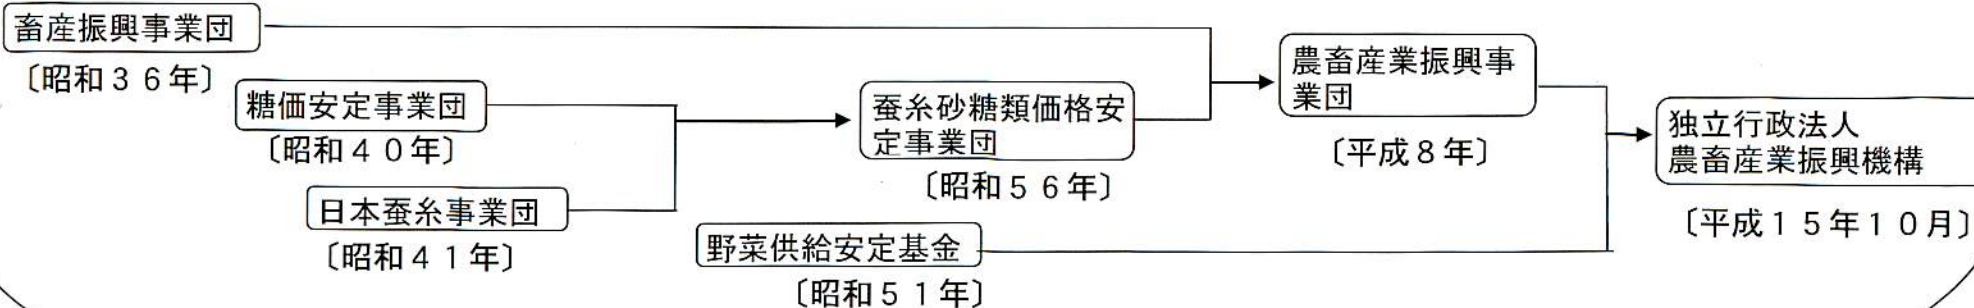 畜産振興事業団
〔昭和３６年〕
糖価安定事業団
〔昭和４０年〕
日本蚕糸事業団
〔昭和４１年〕
蚕糸砂糖類価格安
定事業団
〔昭和５６年〕
野菜供給安定基金
〔昭和５１年〕
農畜産業振興事
業団
〔平成８年〕
独立行政法人
農畜産業振興機構
〔平成１５年１０月〕